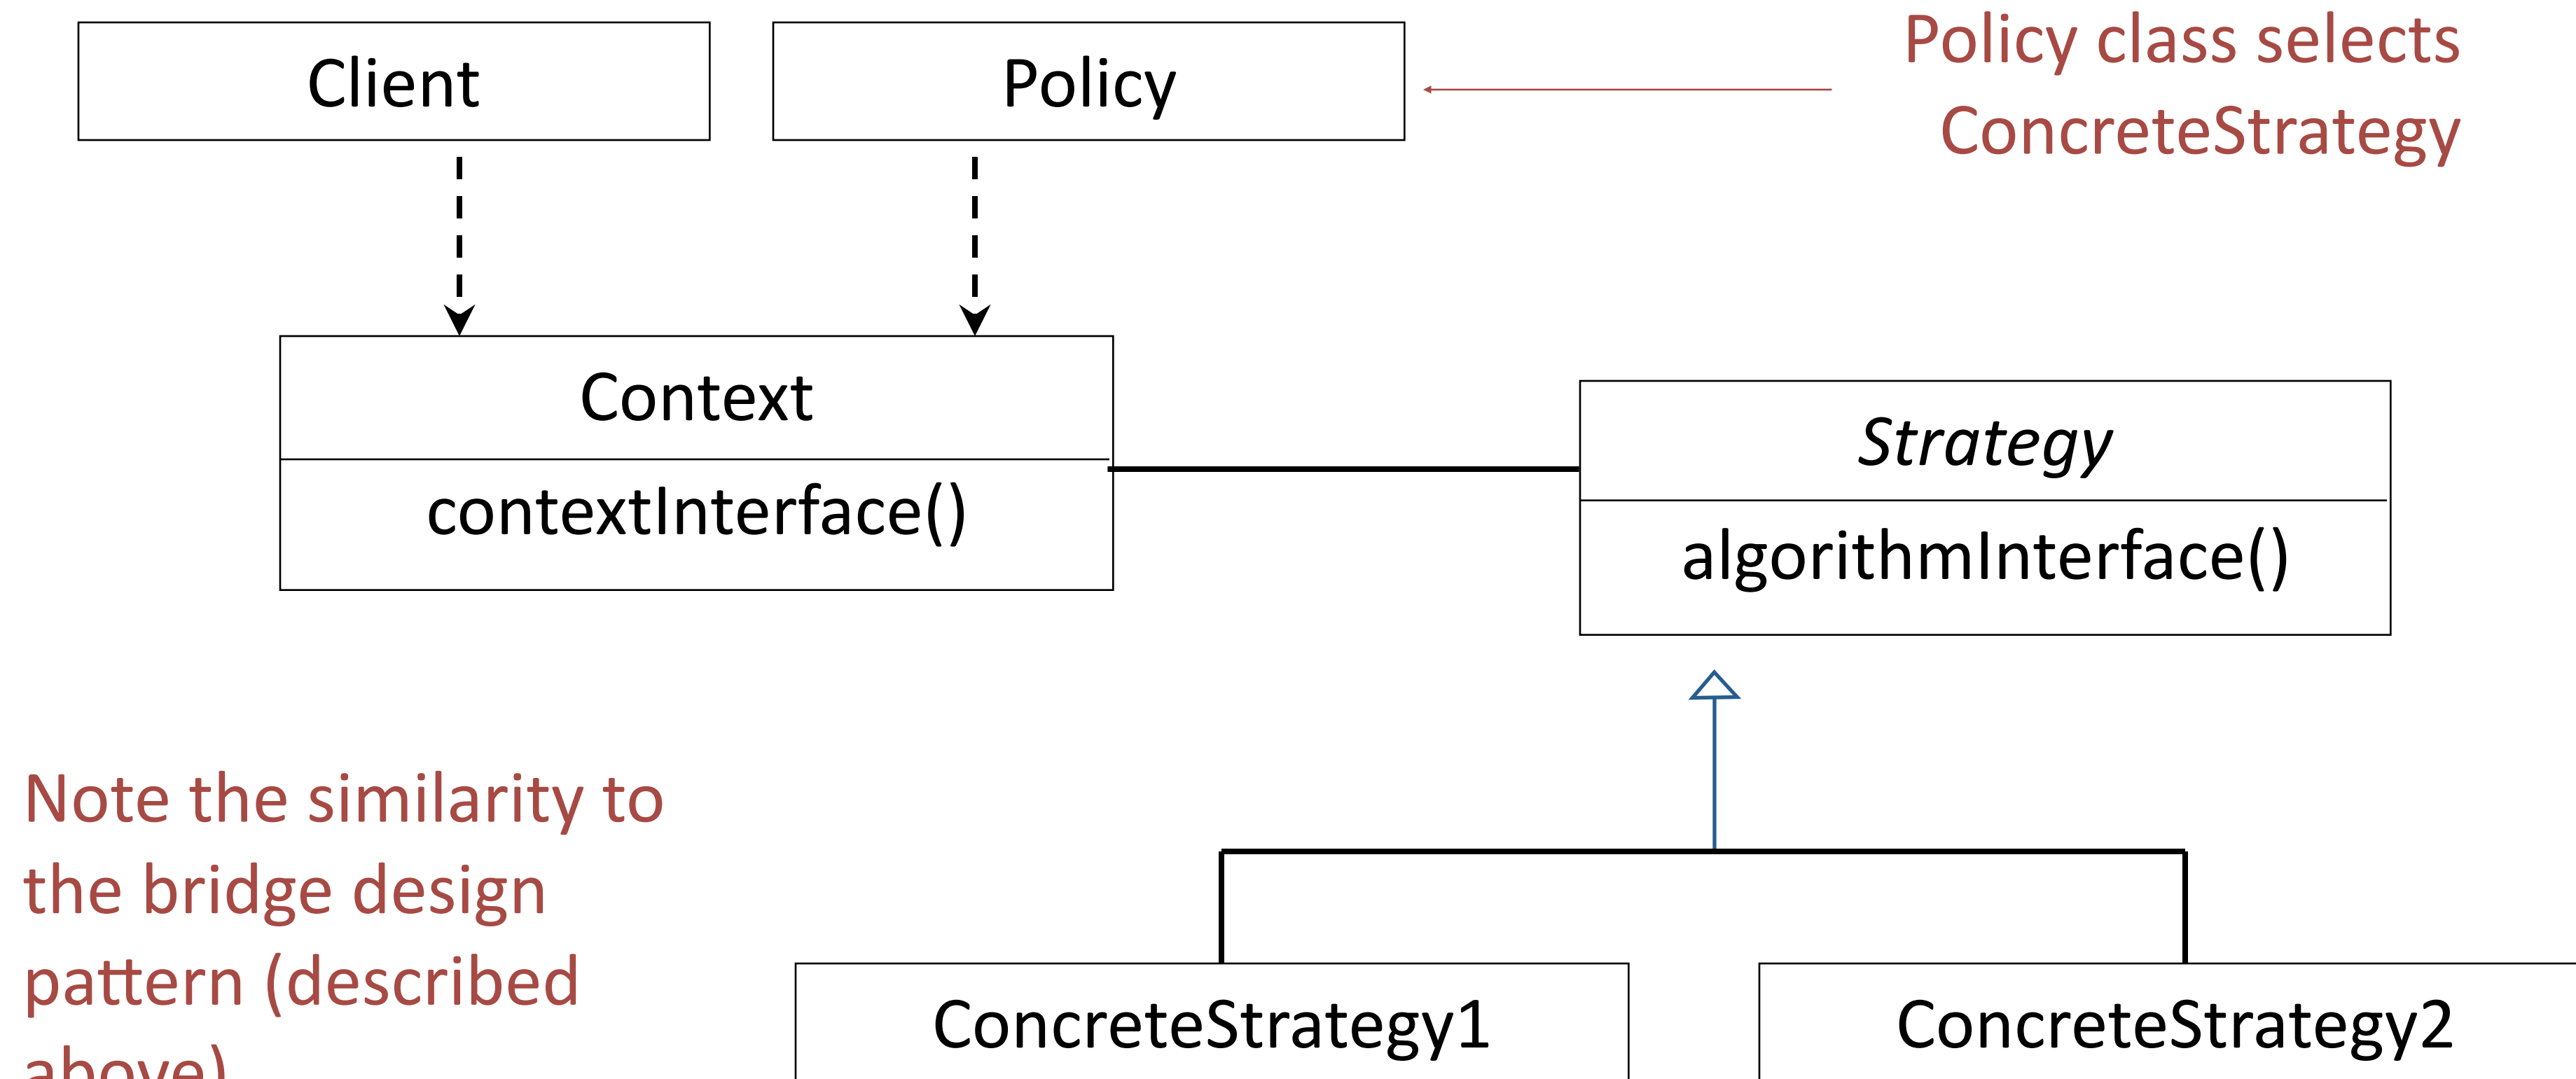 Client
Policy
Policy class selects
ConcreteStrategy
Context
contextInterface()
Strategy
algorithmInterface()
Note the similarity to
the bridge design
pattern (described
above)
ConcreteStrategy1
ConcreteStrategy2